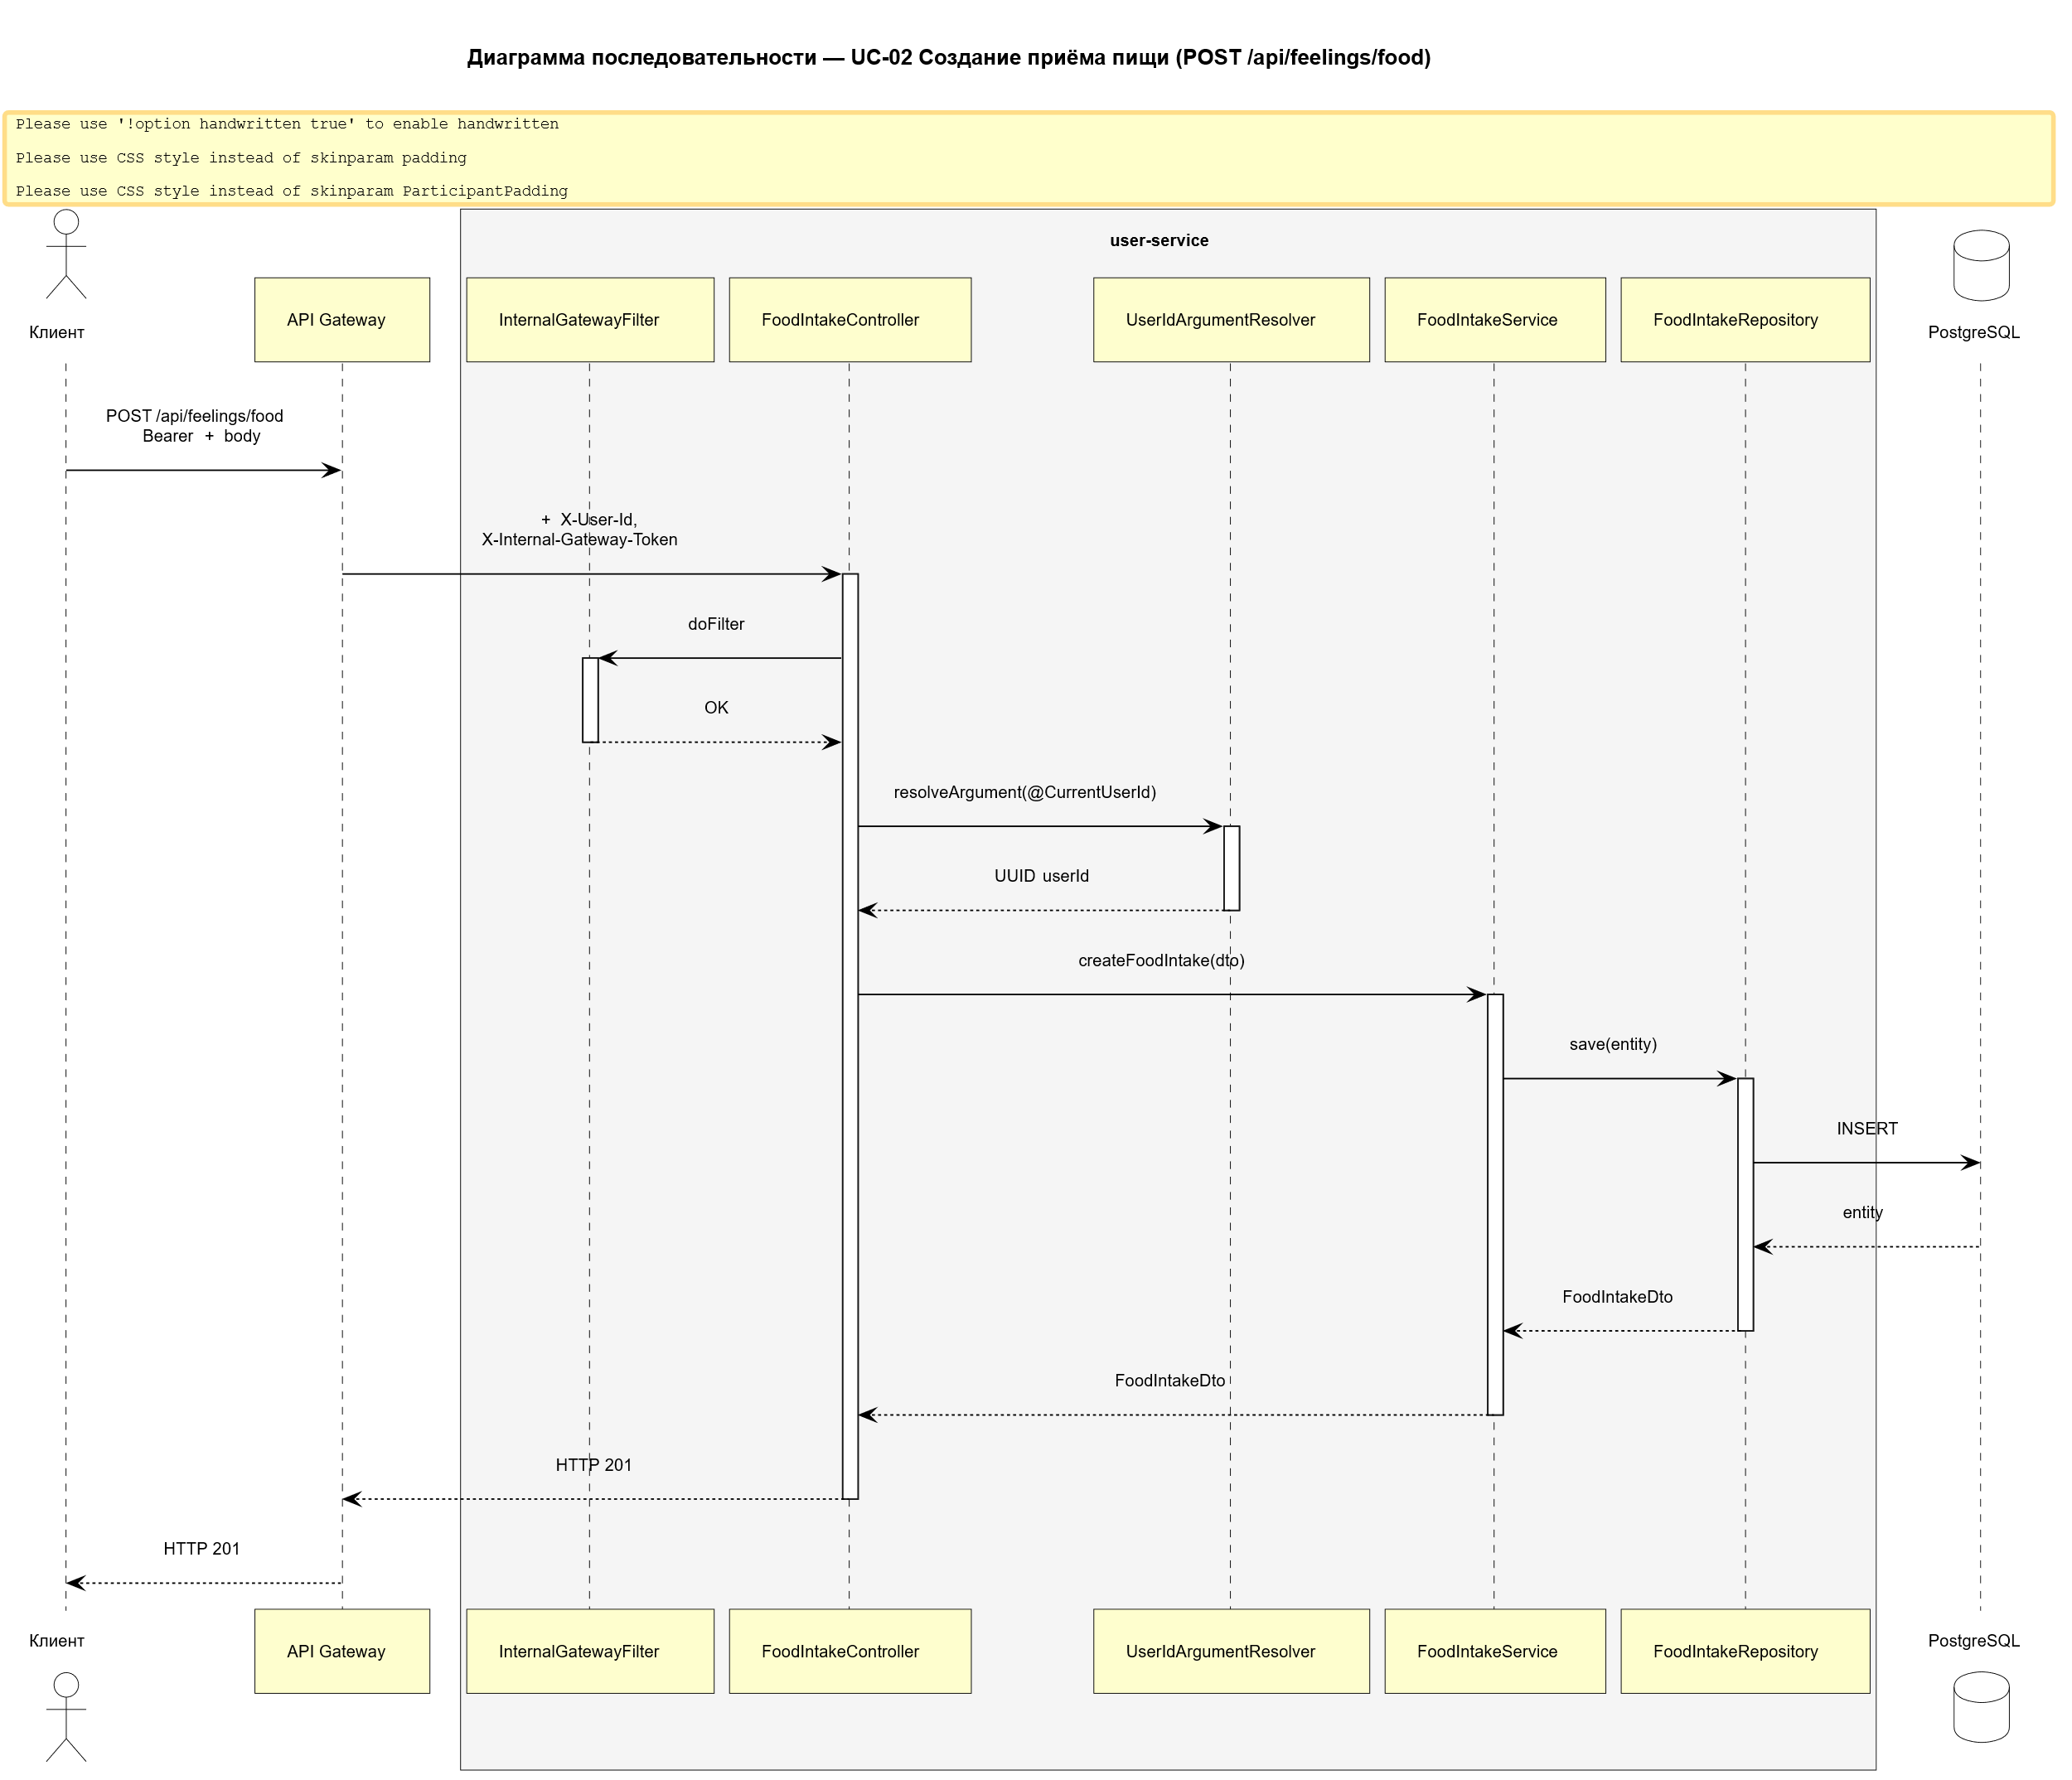 Диаграмма последовательности — UC-02 Создание приёма пищи (POST /api/feelings/food)
Please use '!option handwritten true' to enable handwritten
Please use CSS style instead of skinparam padding
Please use CSS style instead of skinparam ParticipantPadding
user-service
Клиент
API Gateway
InternalGatewayFilter
FoodIntakeController
UserIdArgumentResolver
FoodIntakeService
FoodIntakeRepository
PostgreSQL
POST /api/feelings/food
Bearer + body
+ X-User-Id,
X-Internal-Gateway-Token
doFilter
OK
resolveArgument(@CurrentUserId)
UUID userId
createFoodIntake(dto)
save(entity)
INSERT
entity
FoodIntakeDto
FoodIntakeDto
HTTP 201
HTTP 201
Клиент
API Gateway
InternalGatewayFilter
FoodIntakeController
UserIdArgumentResolver
FoodIntakeService
FoodIntakeRepository
PostgreSQL